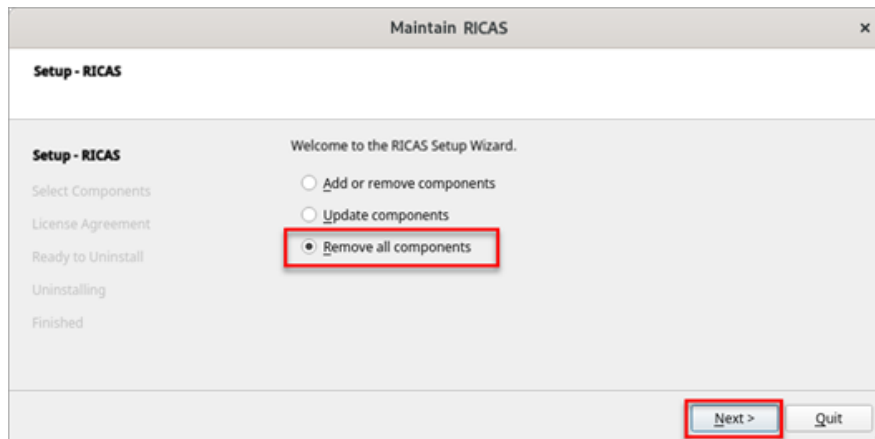 Maintain RICAS
Setup - RICAS
Setup - RICAS
Select Components
License Agreement
Ready to Uninstall
Uninstalling
Finished
Welcome to the RICAS Setup Wizard.
Add or remove components
Update components
Remove all components
Next >
Quit